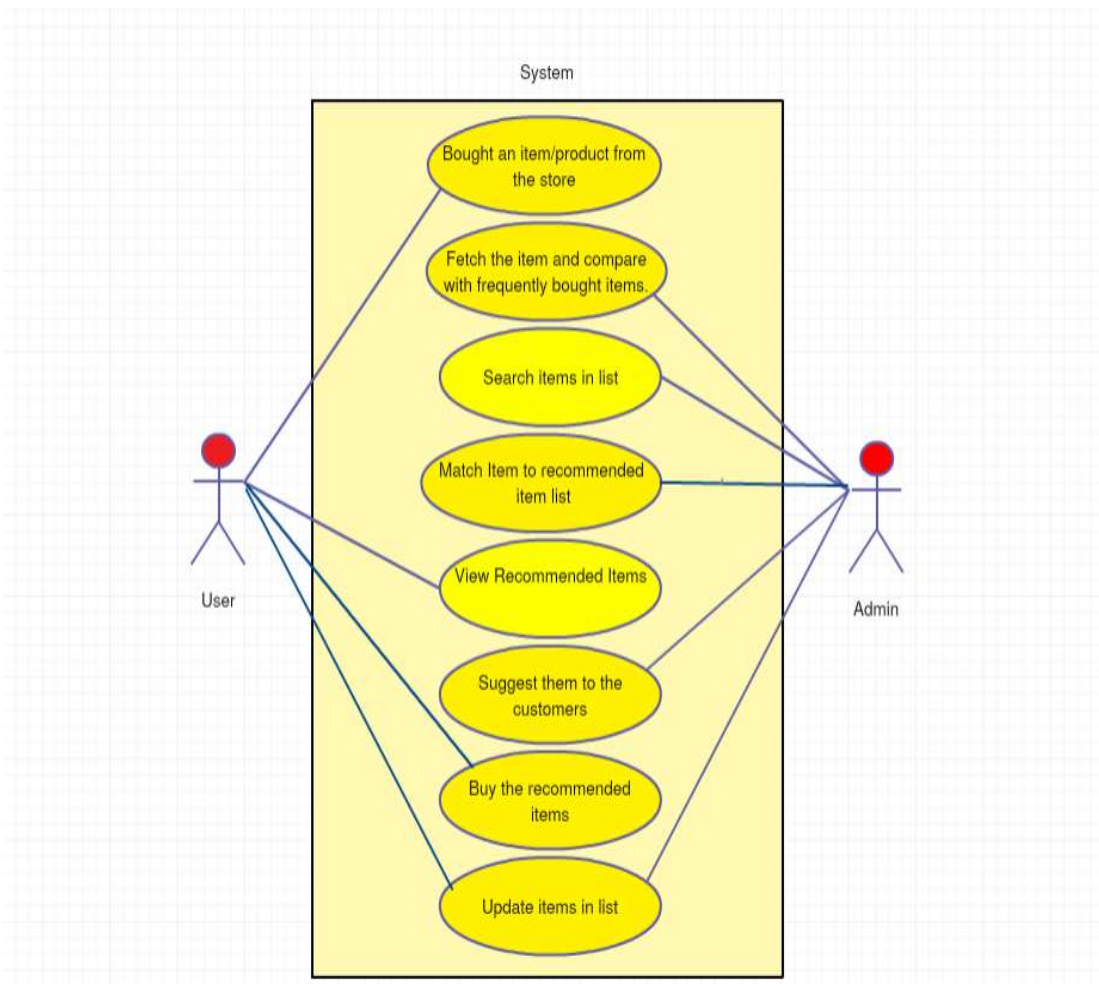 System
Bought an item/product from
the store
Fetch the item and compare
with frequently bought items.
Search items in list
Match Item to recommended
item list
View Recommended Items
User
Admin
Suggest them to the
customers
Buy the recommended
items
Update items in list